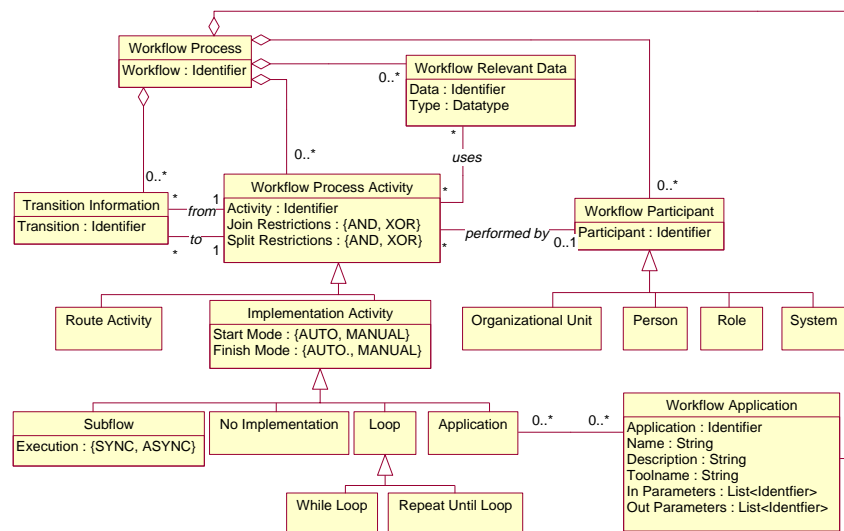 Workflow Process
Workflow : Identifier
Workflow Relevant Data
Data : Identifier
Type : Datatype
0..*
*
uses
*
0..*
0..*
0..*
Transition Information
Transition : Identifier
*
from
1
*
to
1
Workflow Process Activity
Activity : Identifier
Join Restrictions : {AND, XOR}
Split Restrictions : {AND, XOR}
performed by
*
0..1
Workflow Participant
Participant : Identifier
Route Activity
Implementation Activity
Start Mode : {AUTO, MANUAL}
Finish Mode : {AUTO., MANUAL}
Organizational Unit
Person
Role
System
Subflow
Execution : {SYNC, ASYNC}
No Implementation
Loop
Application
0..*
0..*
Workflow Application
Application : Identifier
Name : String
Description : String
Toolname : String
In Parameters : List<Identfier>
Out Parameters : List<Identfier>
While Loop
Repeat Until Loop